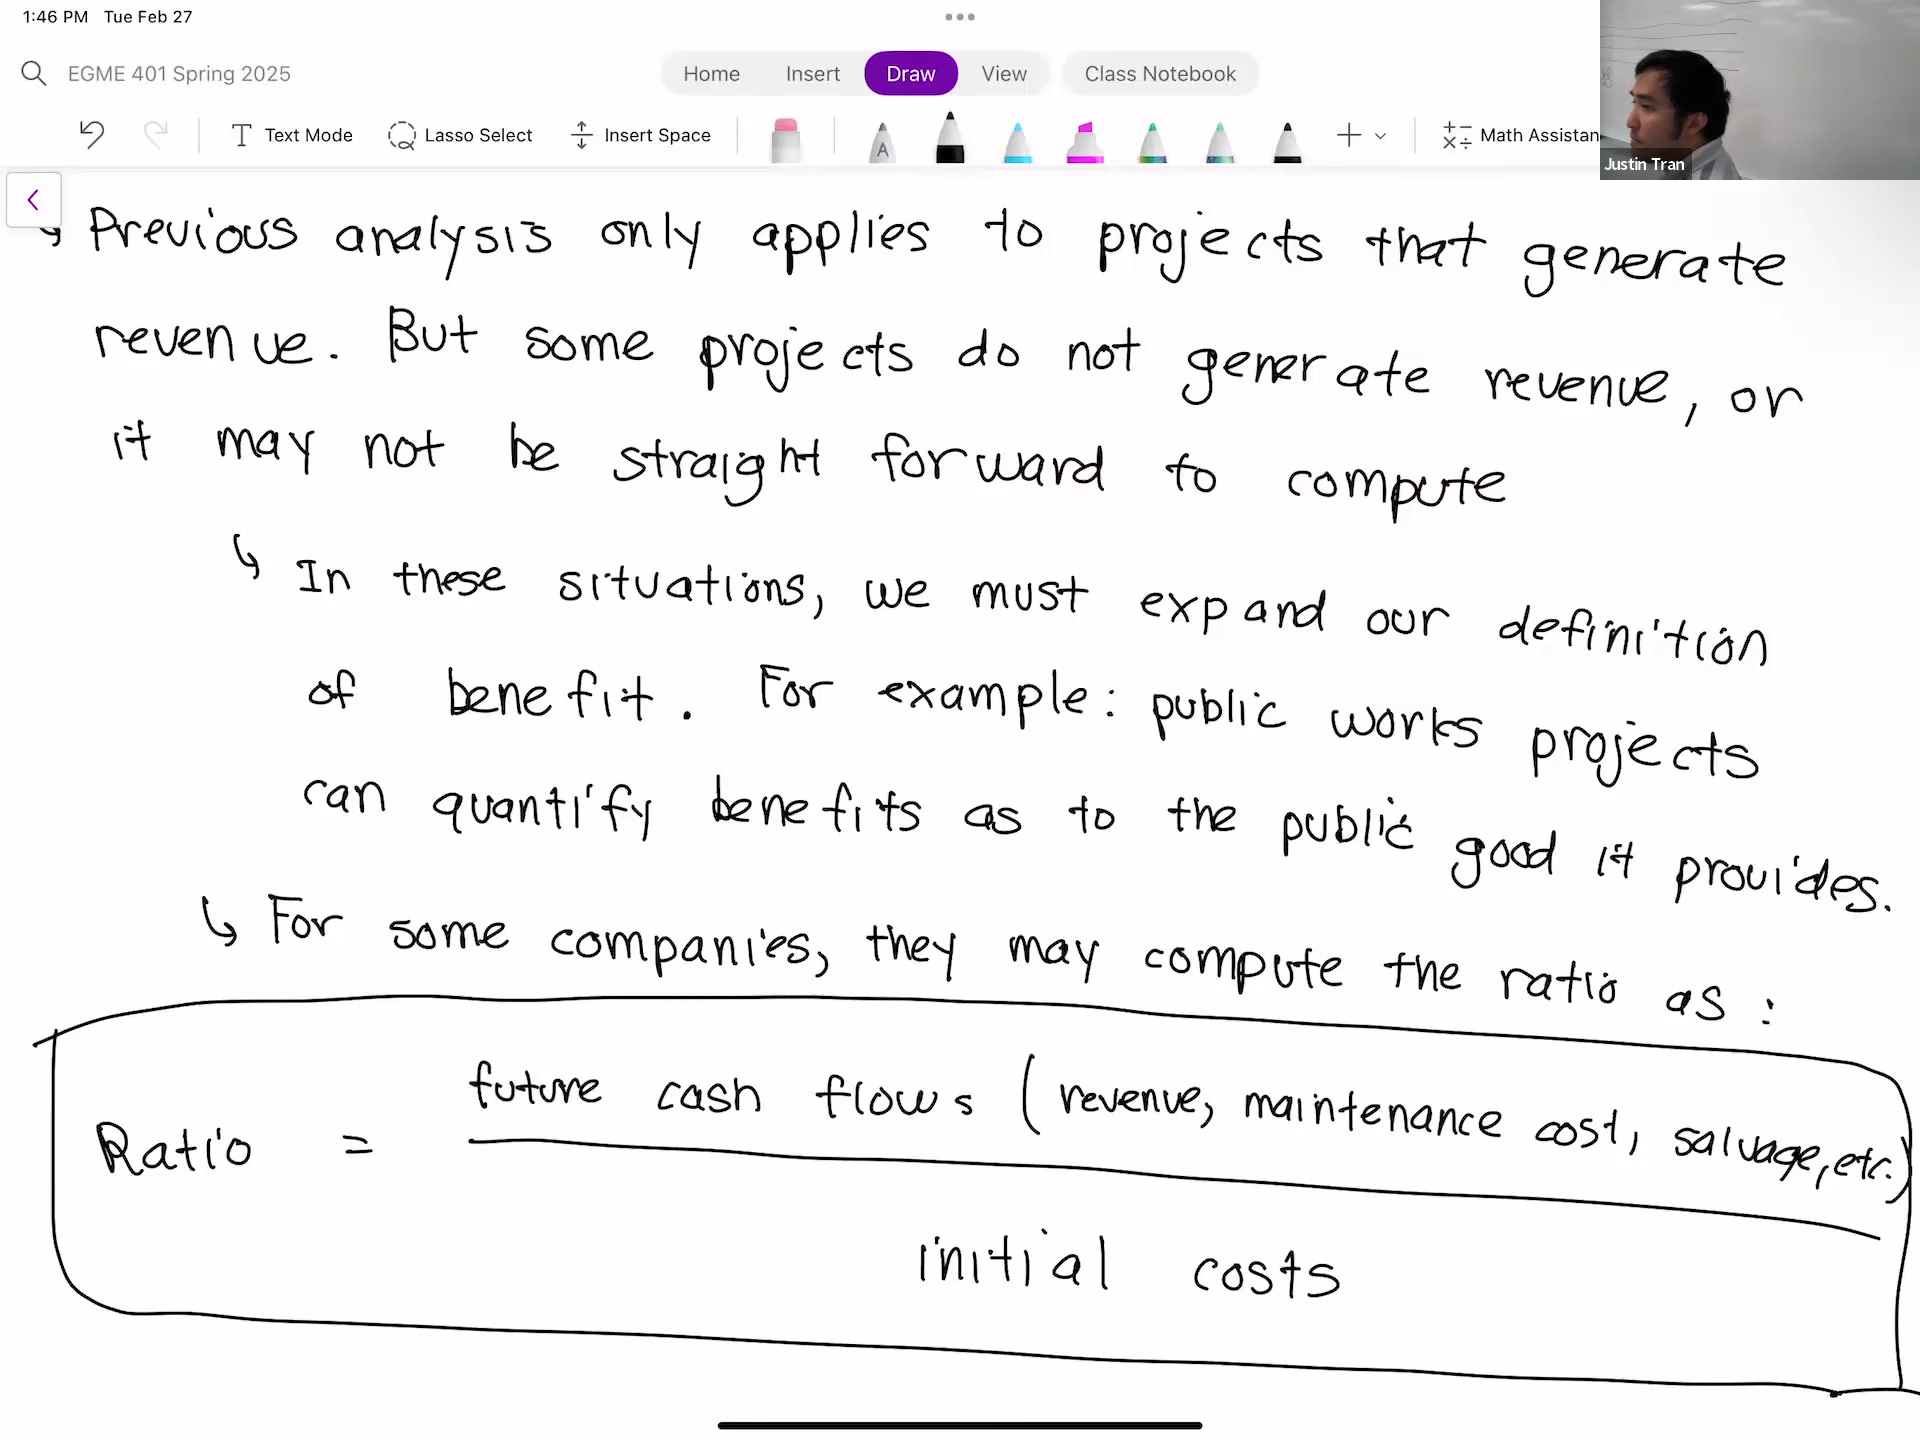 1:46 PM Tue Feb 27
EGME 401 Spring 2025
Home Insert Draw View Class Notebook
Text Mode Lasso Select Insert Space A Math Assistan
Justin Tran
Previous analysis only applies to projects that generate
revenue. But some projects do not generate revenue, or
it may not be straight forward to compute
↳ In these situations, we must expand our definition
of benefit. For example: public works projects
can quantify benefits as to the public good it provides.
↳ For some companies, they may compute the ratio as:
future cash flows (revenue, maintenance cost, salvage, etc.)
Ratio =
initial costs